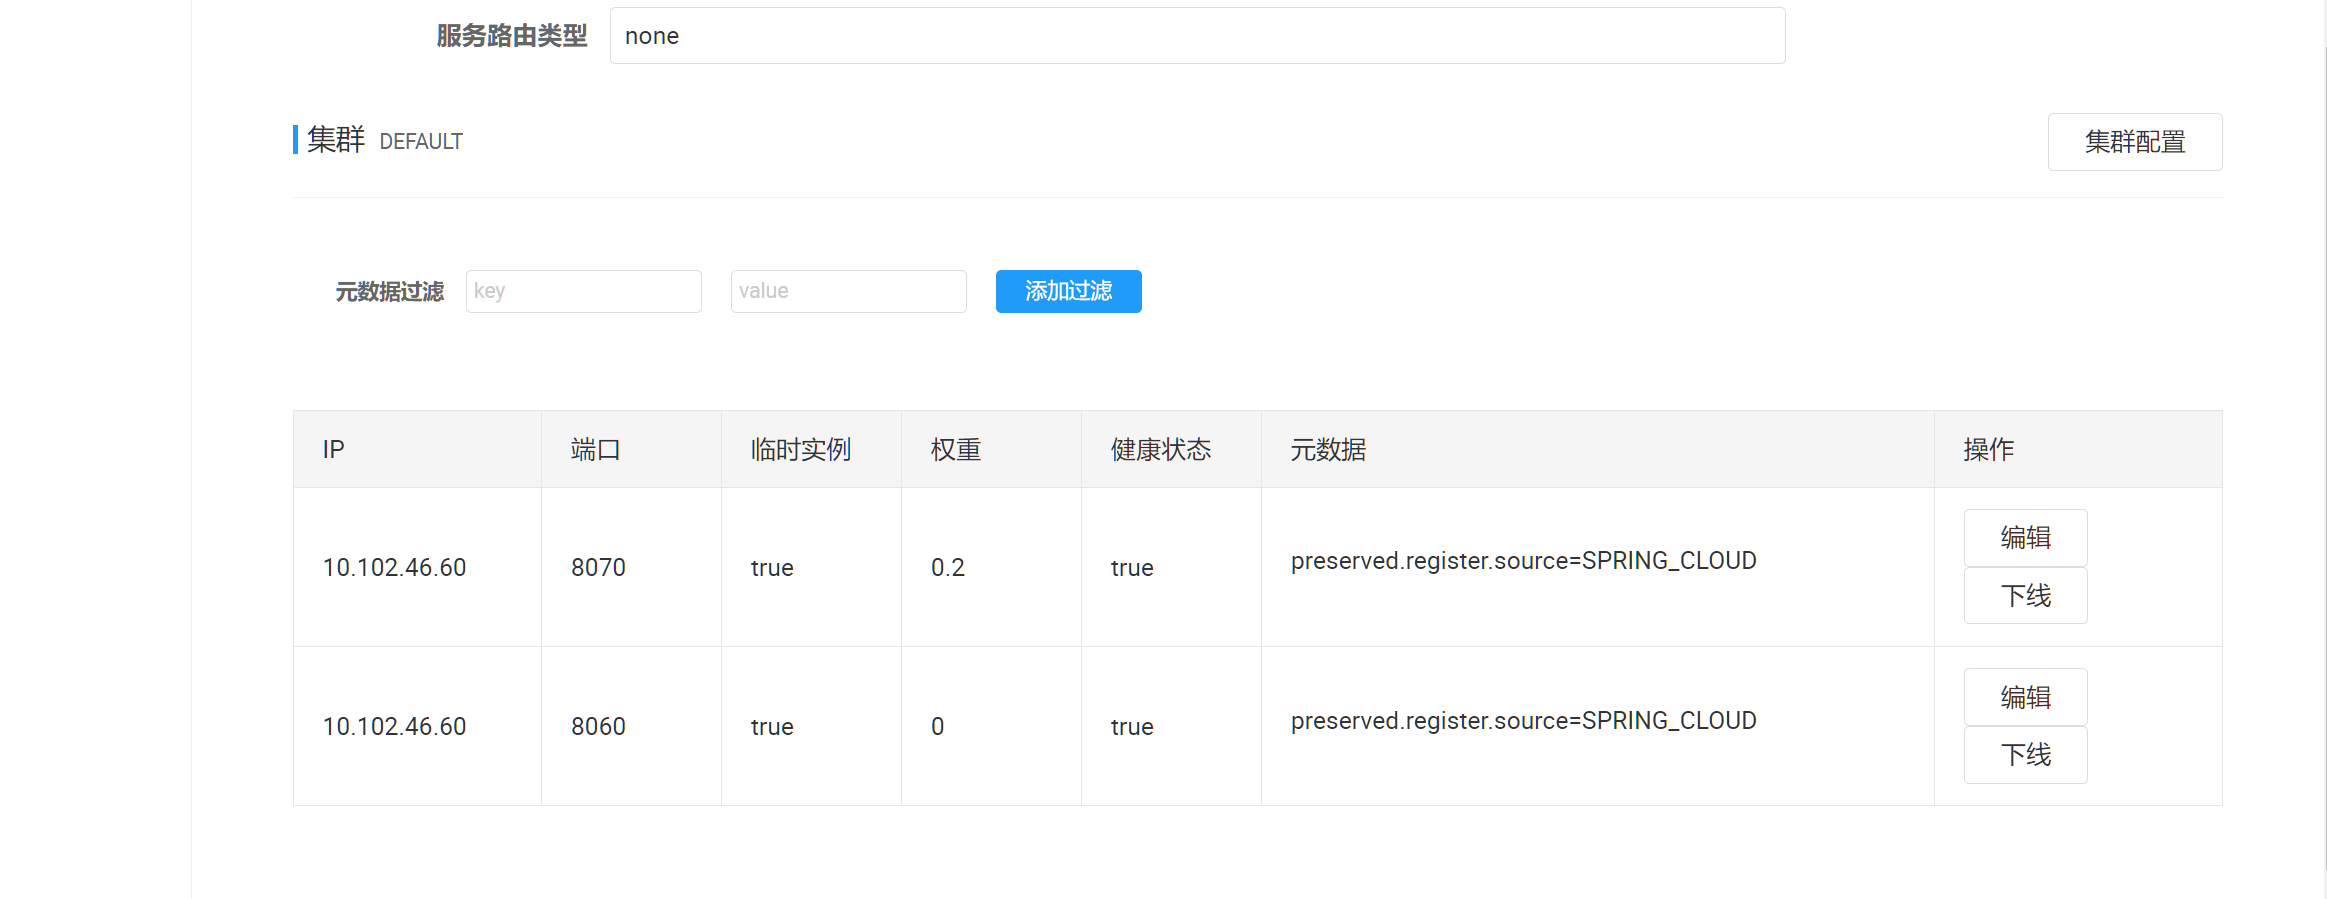 服务路由类型 none
集群 DEFAULT 集群配置
元数据过滤 key value 添加过滤
IP 端口 临时实例 权重 健康状态 元数据 操作
10.102.46.60 8070 true 0.2 true preserved.register.source=SPRING_CLOUD 编辑
下线
10.102.46.60 8060 true 0 true preserved.register.source=SPRING_CLOUD 编辑
下线